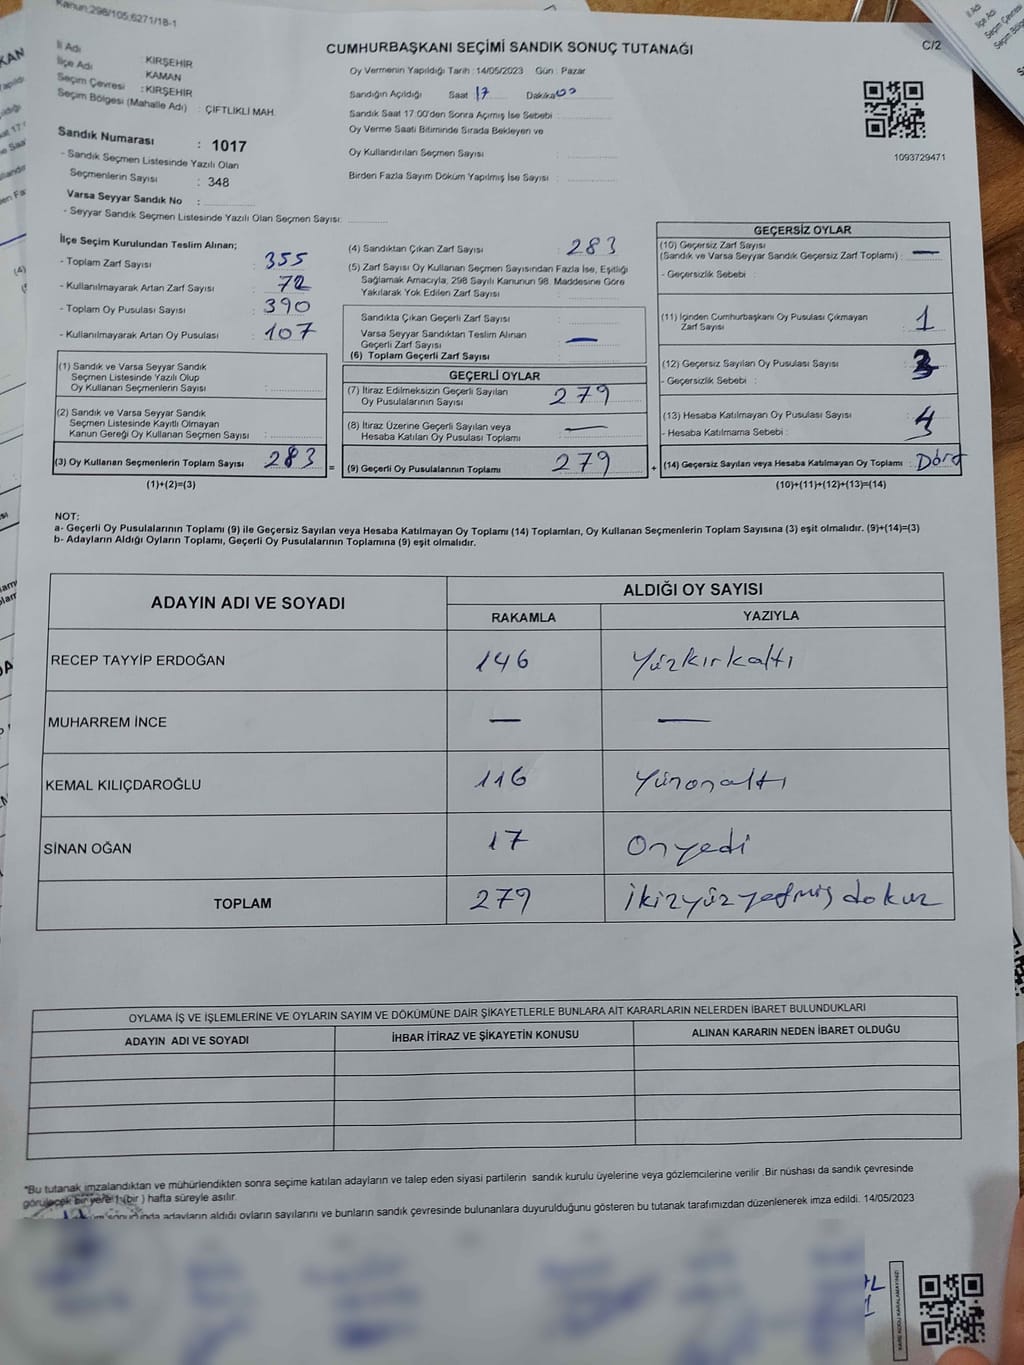 Kanun:298/105;6271/18-1
CUMHURBAŞKANI SEÇİMİ SANDIK SONUÇ TUTANAĞI
C/2
İl Adı : KIRŞEHİR
İlçe Adı KAMAN
Seçim Çevresi : KIRŞEHİR
Seçim Bölgesi (Mahalle Adı) : ÇİFTLİKLİ MAH.
Sandık Numarası : 1017
- Sandık Seçmen Listesinde Yazılı Olan
Seçmenlerin Sayısı : 348
Varsa Seyyar Sandık No :
- Seyyar Sandık Seçmen Listesinde Yazılı Olan Seçmen Sayısı:
Oy Vermenin Yapıldığı Tarih : 14/05/2023 Gün : Pazar
Sandığın Açıldığı Saat 17 Dakika 00
Sandık Saat 17:00'den Sonra Açımış İse Sebebi :
Oy Verme Saati Bitiminde Sırada Bekleyen ve
Oy Kullandırılan Seçmen Sayısı :
Birden Fazla Sayım Döküm Yapılmış İse Sayısı :
1093729471
İlçe Seçim Kurulundan Teslim Alınan;
- Toplam Zarf Sayısı : 355
- Kullanılmayarak Artan Zarf Sayısı : 72
- Toplam Oy Pusulası Sayısı : 390
- Kullanılmayarak Artan Oy Pusulası : 107
(1) Sandık ve Varsa Seyyar Sandık
Seçmen Listesinde Yazılı Olup
Oy Kullanan Seçmenlerin Sayısı :
(2) Sandık ve Varsa Seyyar Sandık
Seçmen Listesinde Kayıtlı Olmayan
Kanun Gereği Oy Kullanan Seçmen Sayısı :
(3) Oy Kullanan Seçmenlerin Toplam Sayısı 283 =
(1)+(2)=(3)
(4) Sandıktan Çıkan Zarf Sayısı : 283
(5) Zarf Sayısı Oy Kullanan Seçmen Sayısından Fazla İse, Eşitliği
Sağlamak Amacıyla, 298 Sayılı Kanunun 98. Maddesine Göre
Yakılarak Yok Edilen Zarf Sayısı :
Sandıkta Çıkan Geçerli Zarf Sayısı :
Varsa Seyyar Sandıktan Teslim Alınan
Geçerli Zarf Sayısı : —
(6) Toplam Geçerli Zarf Sayısı :
GEÇERLİ OYLAR
(7) İtiraz Edilmeksizin Geçerli Sayılan
Oy Pusulalarının Sayısı : 279
(8) İtiraz Üzerine Geçerli Sayılan veya
Hesaba Katılan Oy Pusulası Toplamı : —
(9) Geçerli Oy Pusulalarının Toplamı : 279 +
GEÇERSİZ OYLAR
(10) Geçersiz Zarf Sayısı
(Sandık ve Varsa Seyyar Sandık Geçersiz Zarf Toplamı) : —
- Geçersizlik Sebebi :
(11) İçinden Cumhurbaşkanı Oy Pusulası Çıkmayan
Zarf Sayısı : 1
(12) Geçersiz Sayılan Oy Pusulası Sayısı : 3
- Geçersizlik Sebebi :
(13) Hesaba Katılmayan Oy Pusulası Sayısı
- Hesaba Katılmama Sebebi : 4
(14) Geçersiz Sayılan veya Hesaba Katılmayan Oy Toplamı : Dört
(10)+(11)+(12)+(13)=(14)
NOT:
a- Geçerli Oy Pusulalarının Toplamı (9) ile Geçersiz Sayılan veya Hesaba Katılmayan Oy Toplamı (14) Toplamları, Oy Kullanan Seçmenlerin Toplam Sayısına (3) eşit olmalıdır. (9)+(14)=(3)
b- Adayların Aldığı Oyların Toplamı, Geçerli Oy Pusulalarının Toplamına (9) eşit olmalıdır.
ADAYIN ADI VE SOYADI ALDIĞI OY SAYISI
RAKAMLA YAZIYLA
RECEP TAYYİP ERDOĞAN 146 Yüzkırkaltı
MUHARREM İNCE — —
KEMAL KILIÇDAROĞLU 116 Yüzonaltı
SİNAN OĞAN 17 Onyedi
TOPLAM 279 İkiyüzyetmiş dokuz
OYLAMA İŞ VE İŞLEMLERİNE VE OYLARIN SAYIM VE DÖKÜMÜNE DAİR ŞİKAYETLERLE BUNLARA AİT KARARLARIN NELERDEN İBARET BULUNDUKLARI
ADAYIN ADI VE SOYADI İHBAR İTİRAZ VE ŞİKAYETİN KONUSU ALINAN KARARIN NEDEN İBARET OLDUĞU
*Bu tutanak imzalandıktan ve mühürlendikten sonra seçime katılan adayların ve talep eden siyasi partilerin sandık kurulu üyelerine veya gözlemcilerine verilir .Bir nüshası da sandık çevresinde
görülecek bir yere 1 (bir ) hafta süreyle asılır.
adayların aldığı oyların sayılarını ve bunların sandık çevresinde bulunanlara duyurulduğunu gösteren bu tutanak tarafımızdan düzenlenerek imza edildi. 14/05/2023
KARE KODU KARALAMAYINIZ!